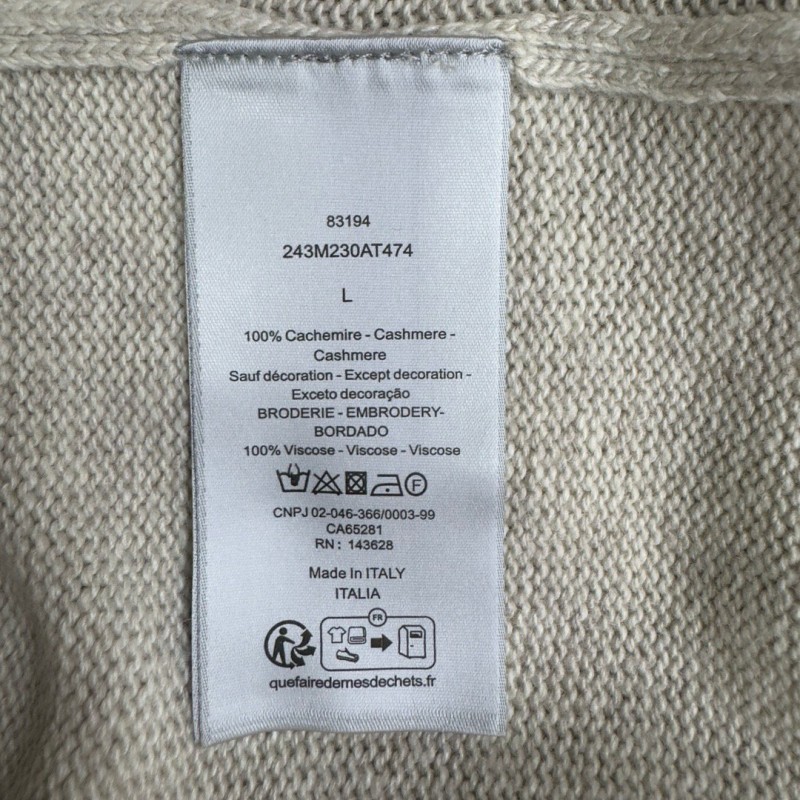 83194
243M230AT474
L
100% Cachemire - Cashmere -
Cashmere
Sauf décoration - Except decoration -
Exceto decoração
BRODERIE - EMBRODERY-
BORDADO
100% Viscose - Viscose - Viscose
F
CNPJ 02-046-366/0003-99
CA65281
RN : 143628
Made In ITALY
ITALIA
FR
quefairedemesdechets.fr